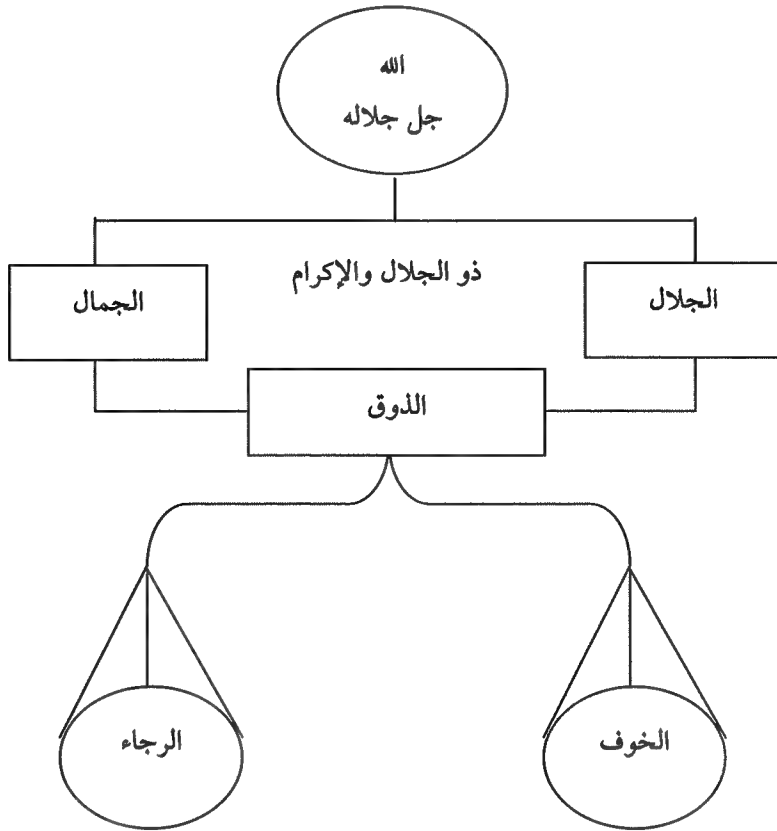 الله
جل جلاله
ذو الجلال والإكرام
الجلال
الجمال
الذوق
الخوف
الرجاء